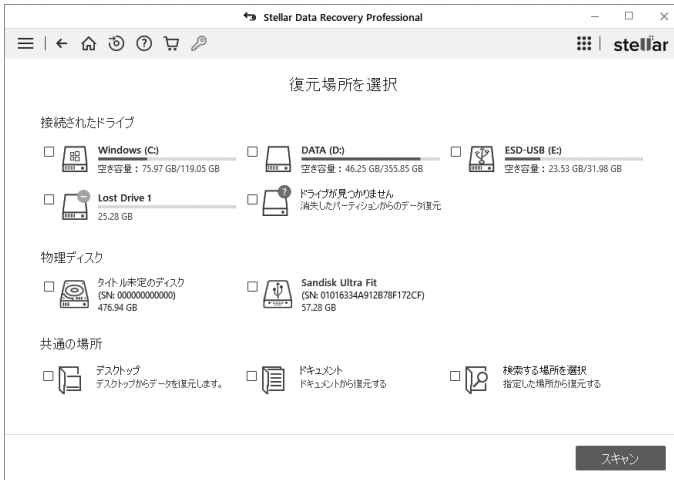 Stellar Data Recovery Professional
stellar
復元場所を選択
接続されたドライブ
Windows (C:)
空き容量：75.97 GB/119.05 GB
DATA (D:)
空き容量：46.25 GB/355.85 GB
ESD-USB (E:)
空き容量：23.53 GB/31.98 GB
Lost Drive 1
25.28 GB
ドライブが見つかりません
消失したパーティションからのデータ復元
物理ディスク
タイトル未定のディスク
(SN: 000000000000)
476.94 GB
Sandisk Ultra Fit
(SN: 01016334A912B78F172CF)
57.28 GB
共通の場所
デスクトップ
デスクトップからデータを復元します。
ドキュメント
ドキュメントから復元する
検索する場所を選択
指定した場所から復元する
スキャン